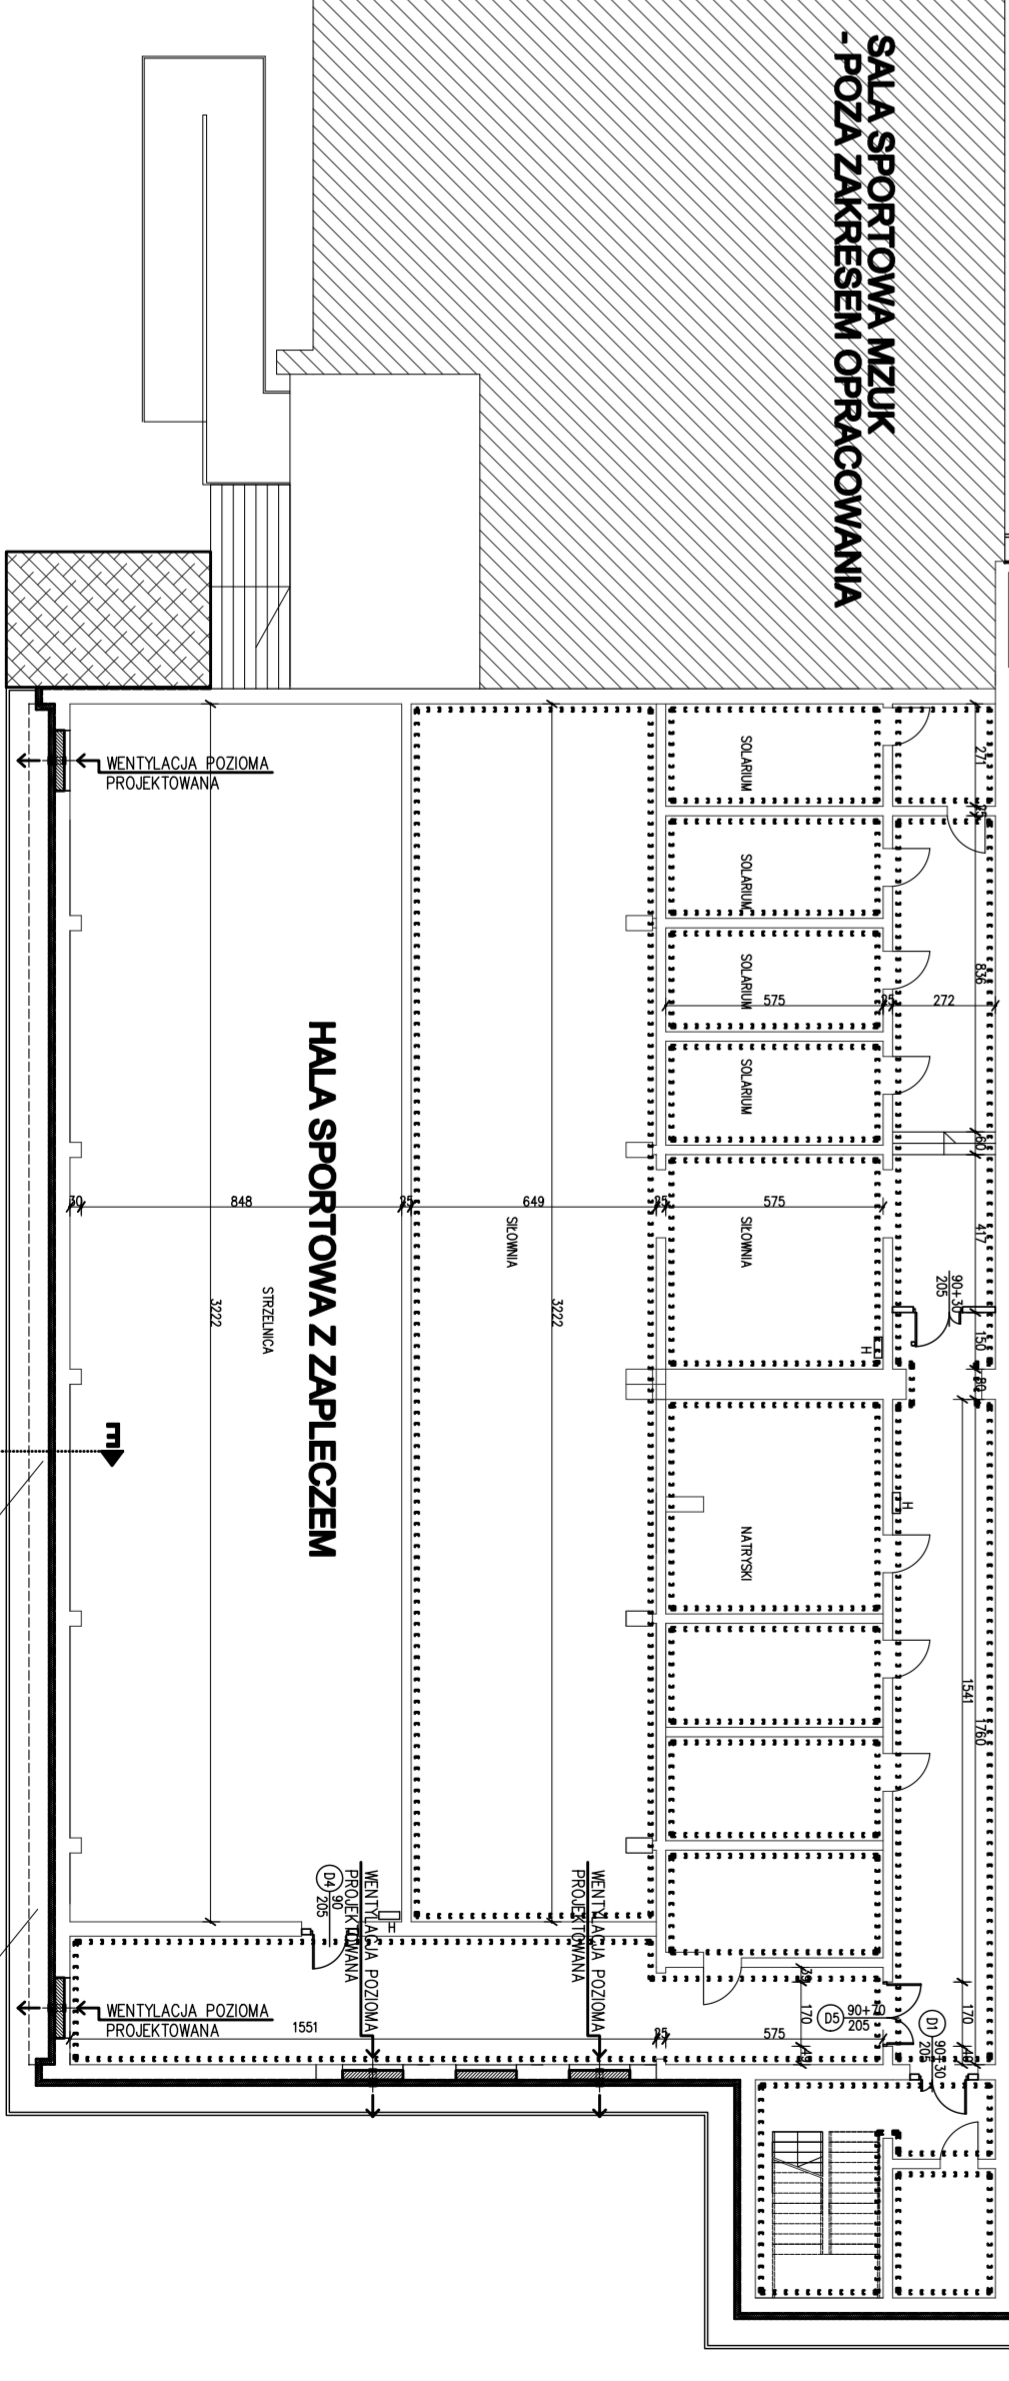 SALA SPORTOWA MZUK
- POZA ZAKRESEM OPRACOWANIA
WENTYLACJA POZIOMA
PROJEKTOWANA
SOLARIUM
SOLARIUM
SOLARIUM
SOLARIUM
271
25
836
575
25
272
60
HALA SPORTOWA Z ZAPLECZEM
30
848
25
649
25
575
417
SIŁOWNIA
SIŁOWNIA
STRZELNICA
3222
3222
90+30
205
150
80
H
E
H
NATRYSKI
1541
1760
D4
90
205
WENTYLACJA POZIOMA
PROJEKTOWANA
H
WENTYLACJA POZIOMA
PROJEKTOWANA
WENTYLACJA POZIOMA
PROJEKTOWANA
1551
25
575
170
D5
90+70
205
170
D1
90+30
205